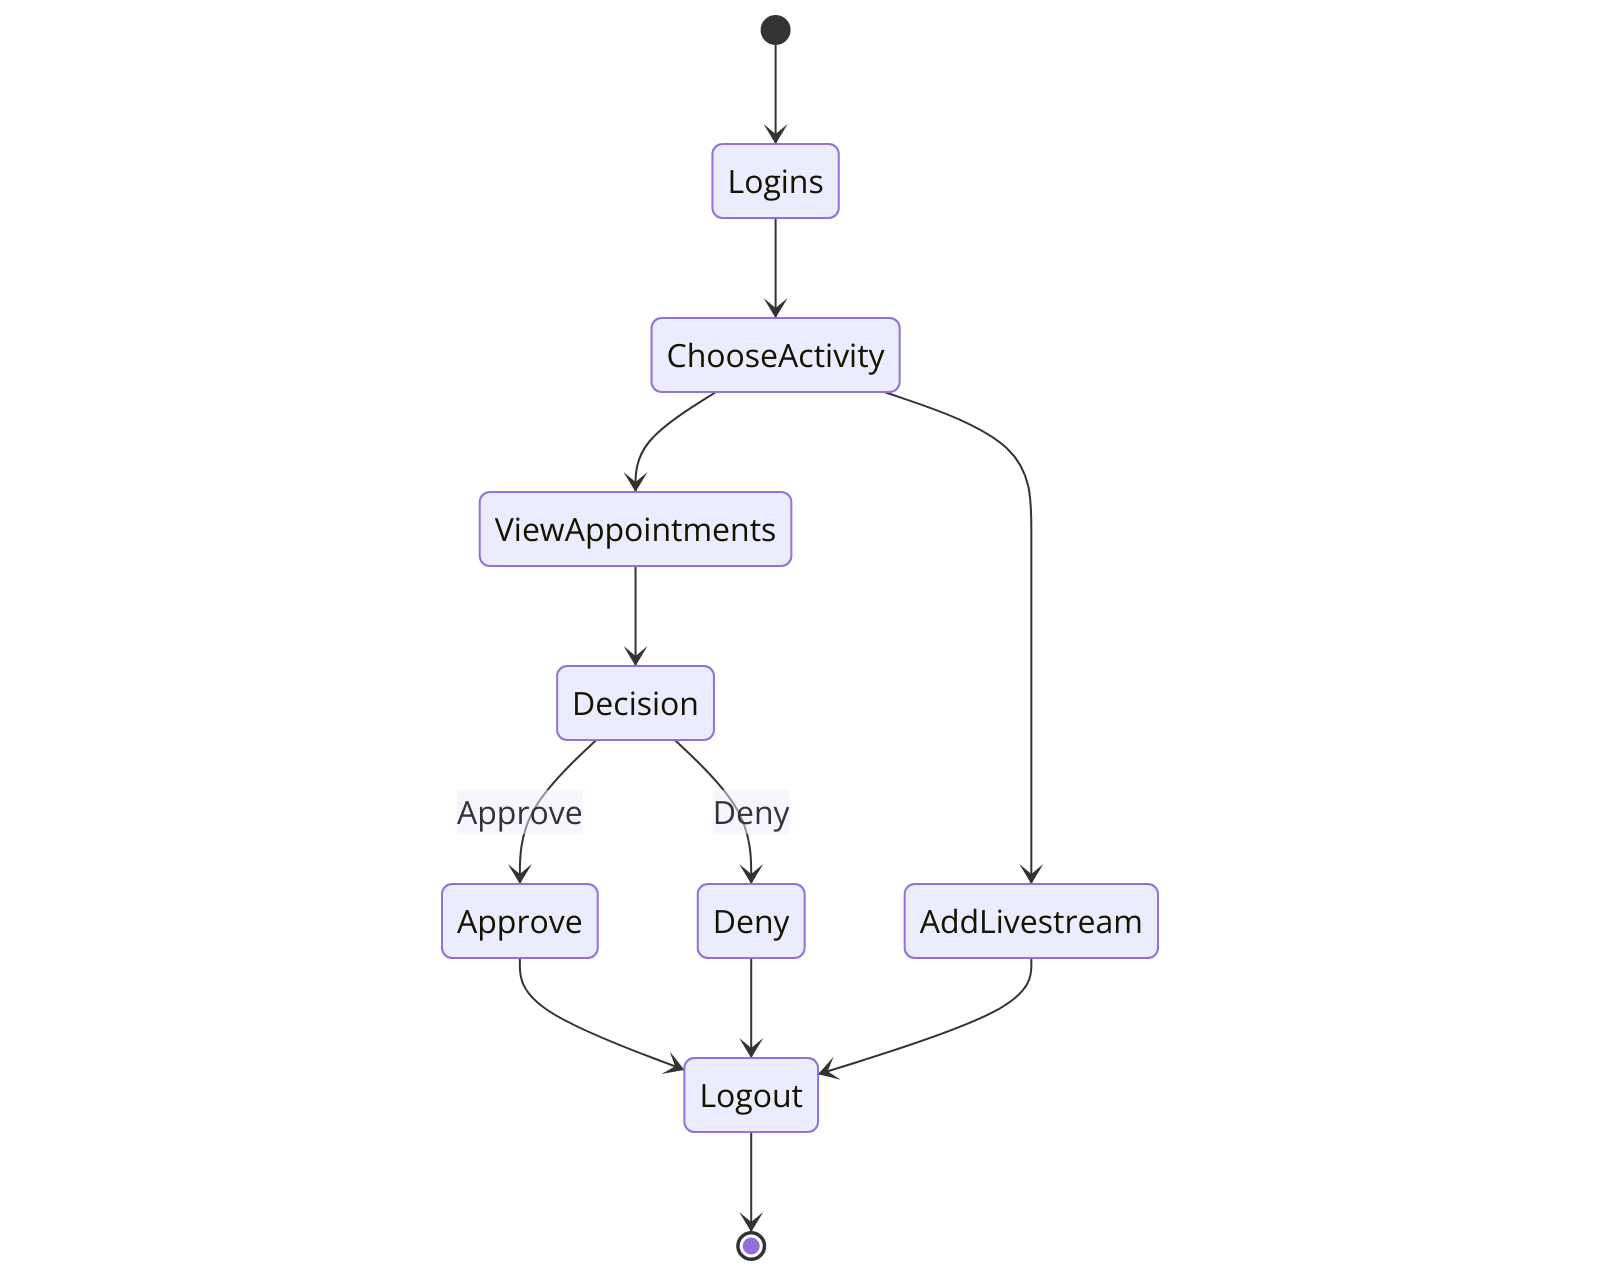 Logins
ChooseActivity
ViewAppointments
Decision
Approve
Deny
Approve
Deny
AddLivestream
Logout